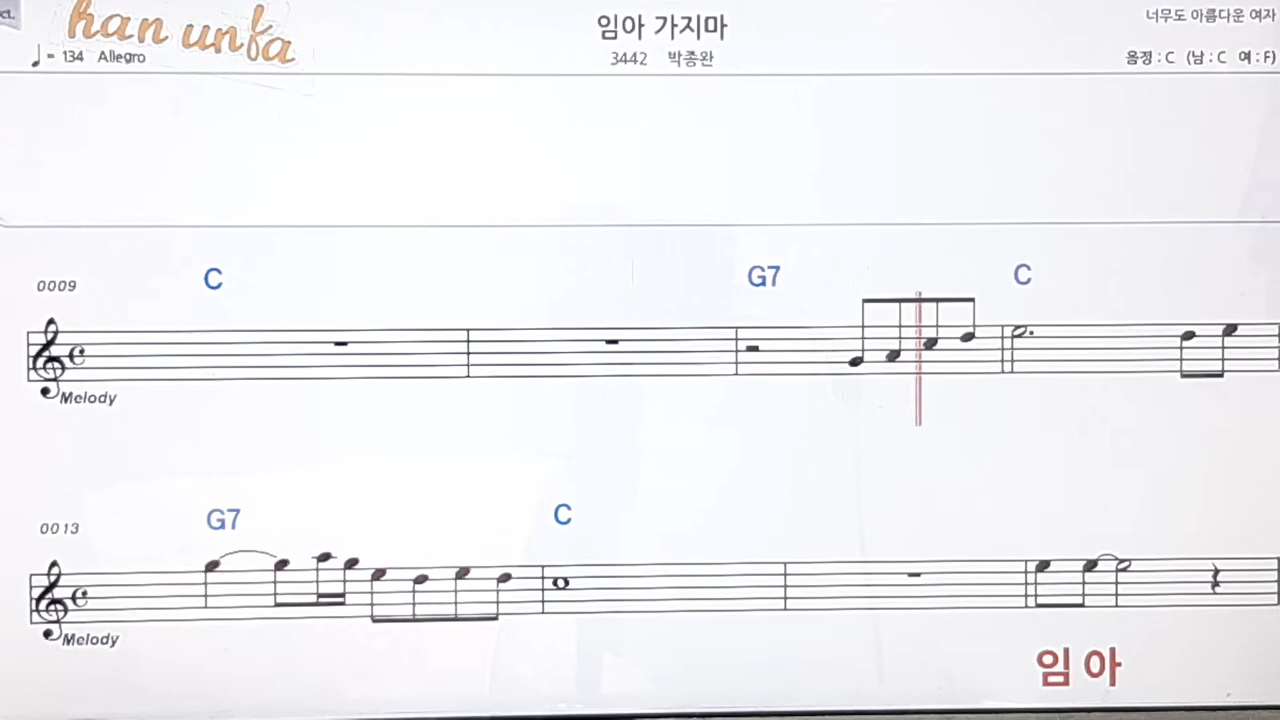 han unfa
임아 가지마
너무도 아름다운 여자
= 134 Allegro
3442 박종완
음정 : C (남 : C 여 : F)
C G7 C
0009
Melody
G7 C
0013
Melody
임 아